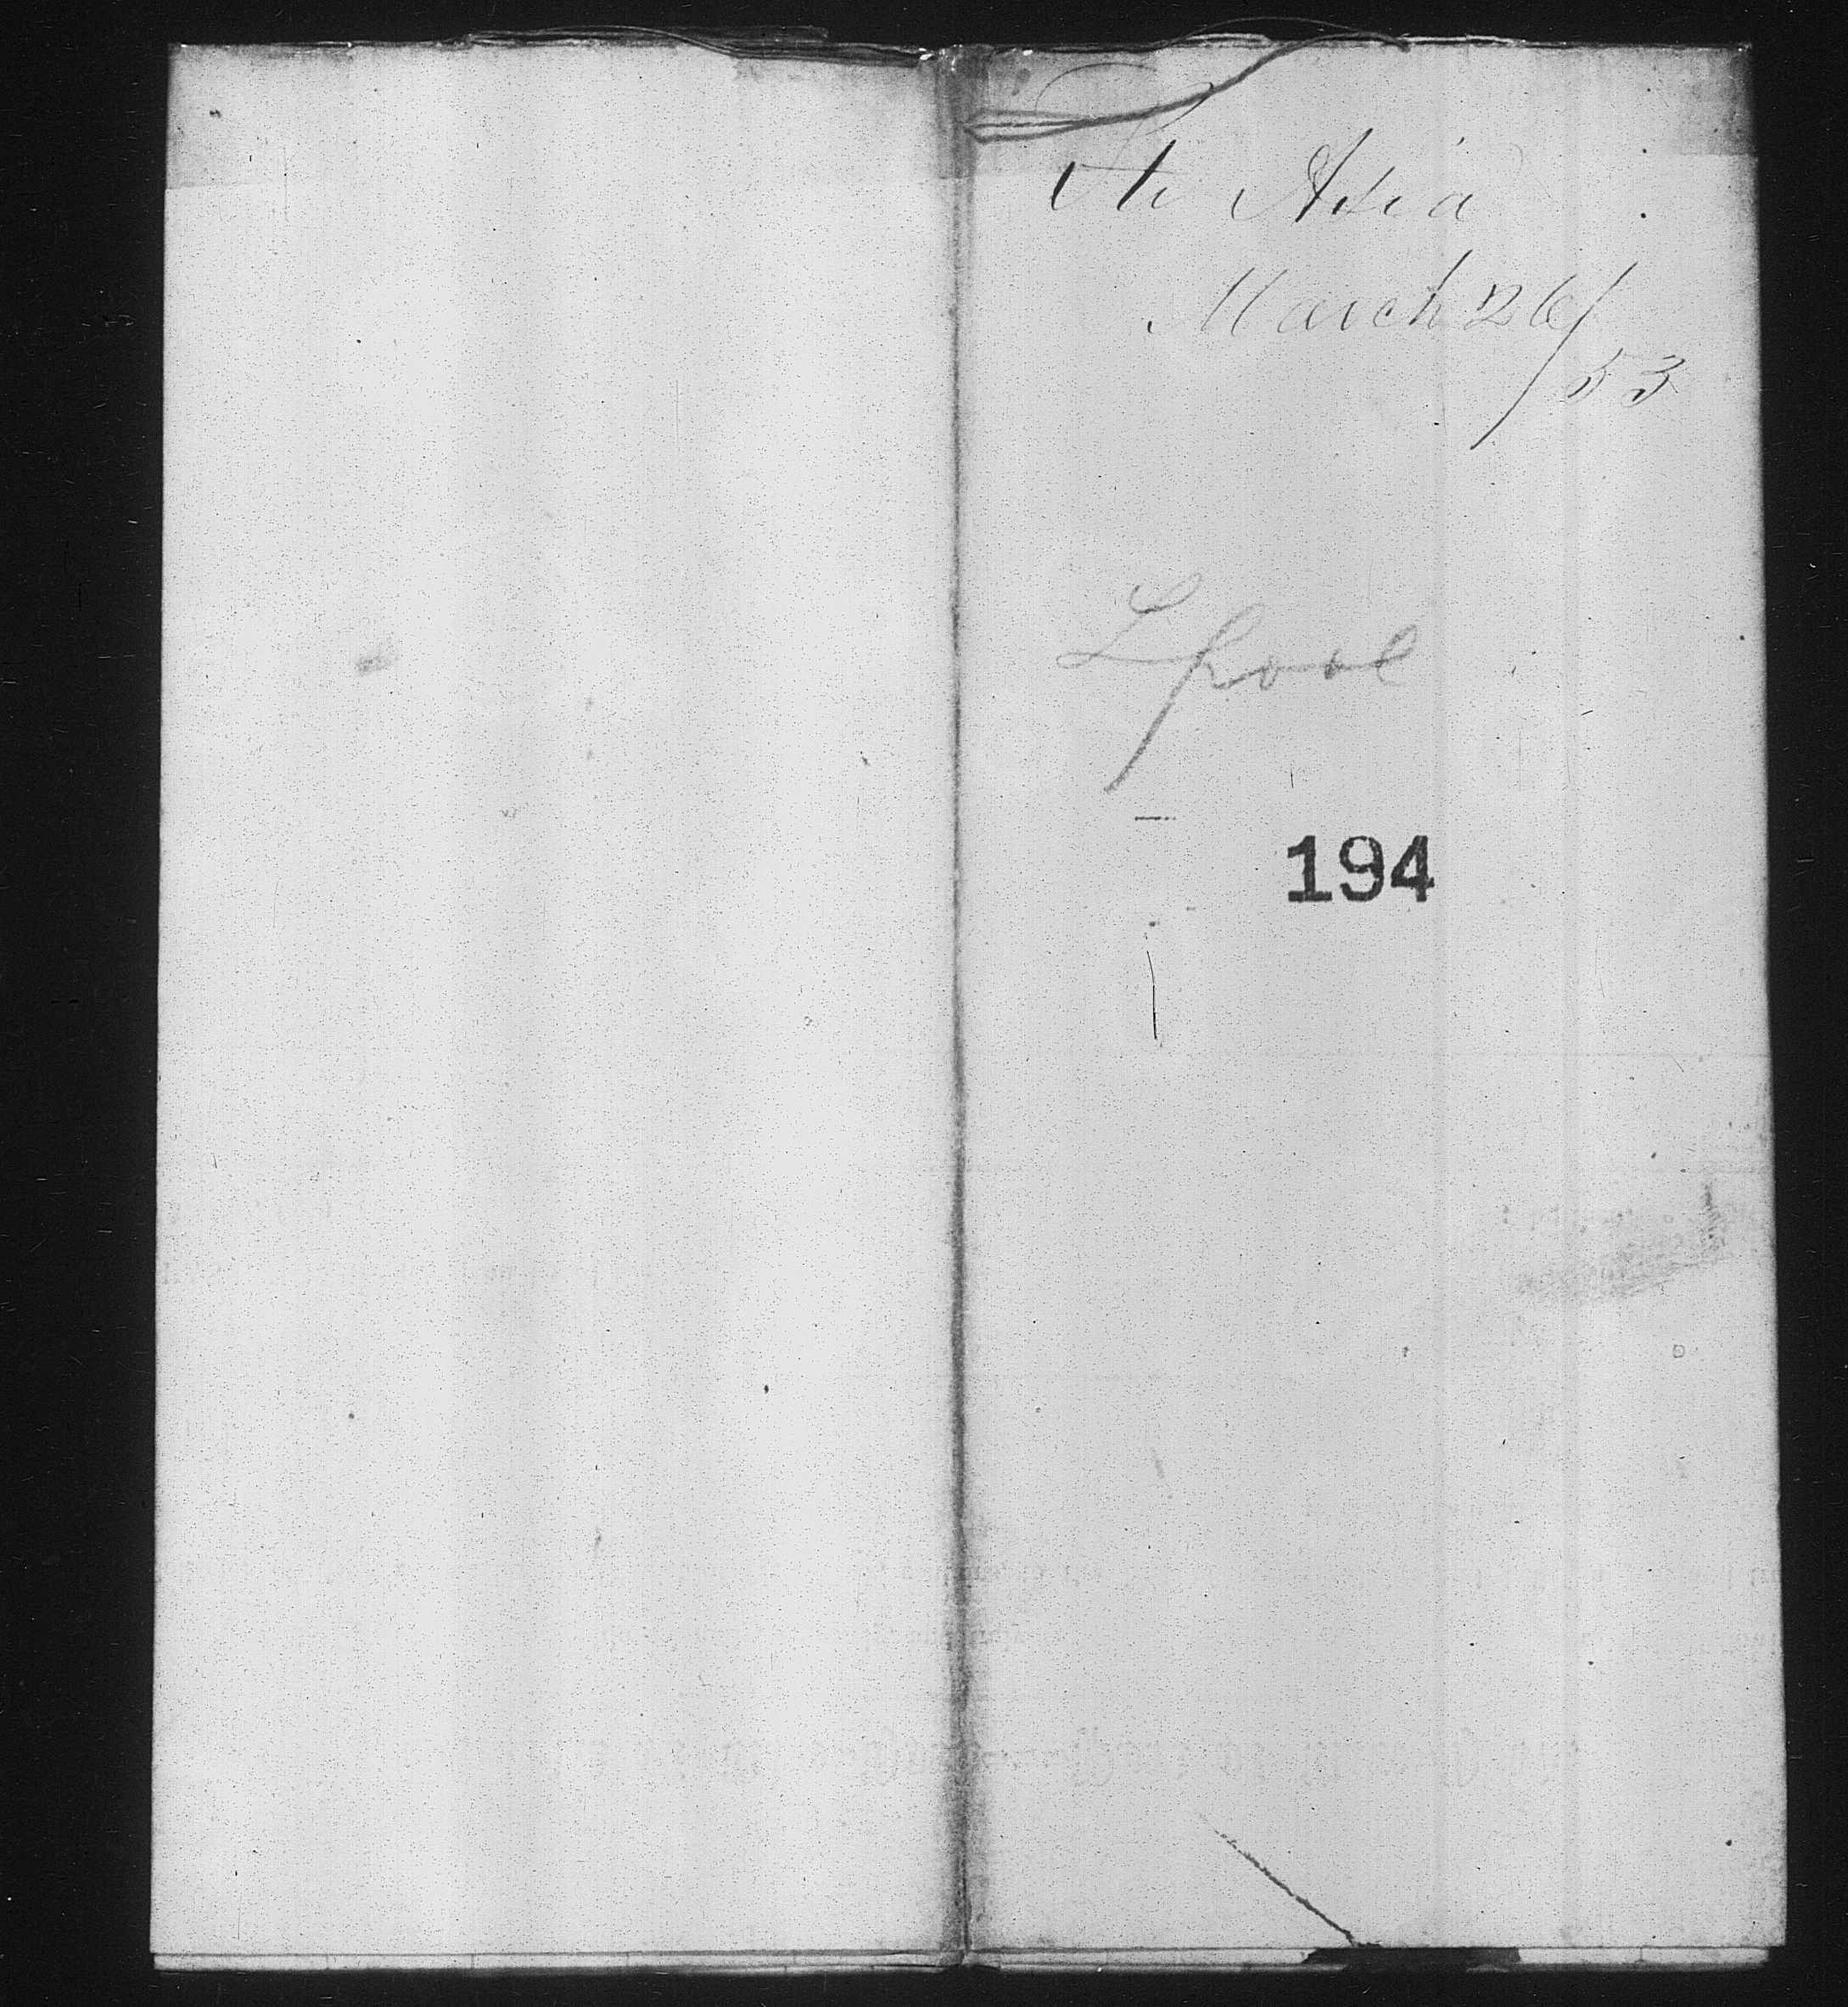 St Asia
March 26/
53
Lpool
194